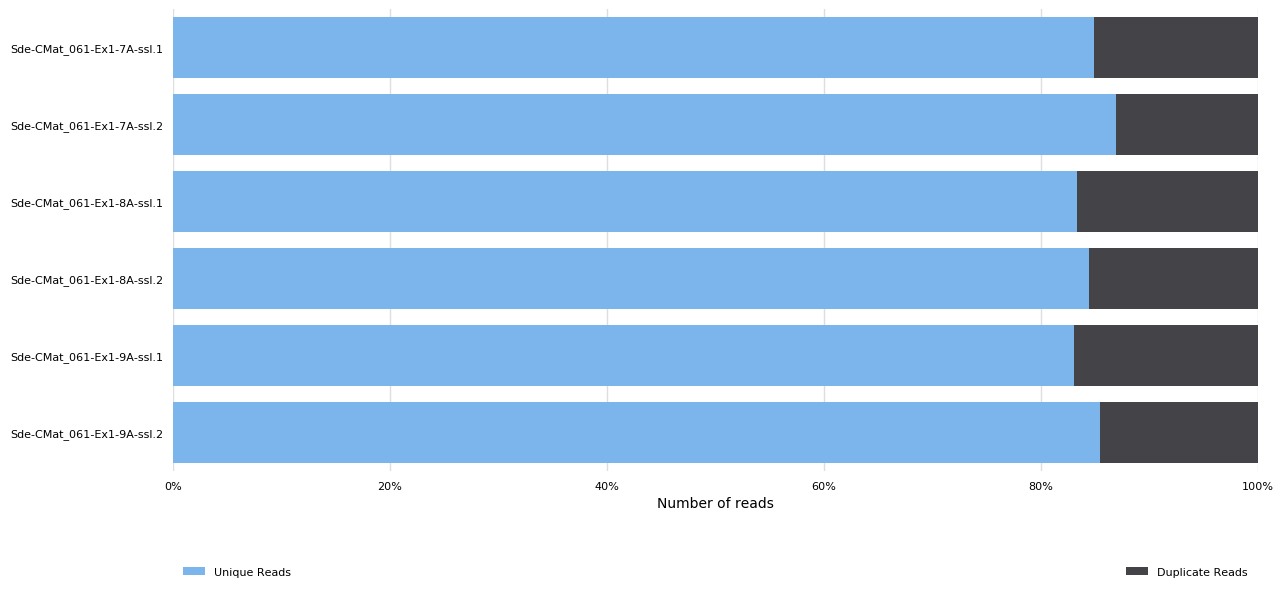 Sde-CMat_061-Ex1-7A-ssl.1
Sde-CMat_061-Ex1-7A-ssl.2
Sde-CMat_061-Ex1-8A-ssl.1
Sde-CMat_061-Ex1-8A-ssl.2
Sde-CMat_061-Ex1-9A-ssl.1
Sde-CMat_061-Ex1-9A-ssl.2
0% 20% 40% 60% 80% 100%
Number of reads
Unique Reads Duplicate Reads